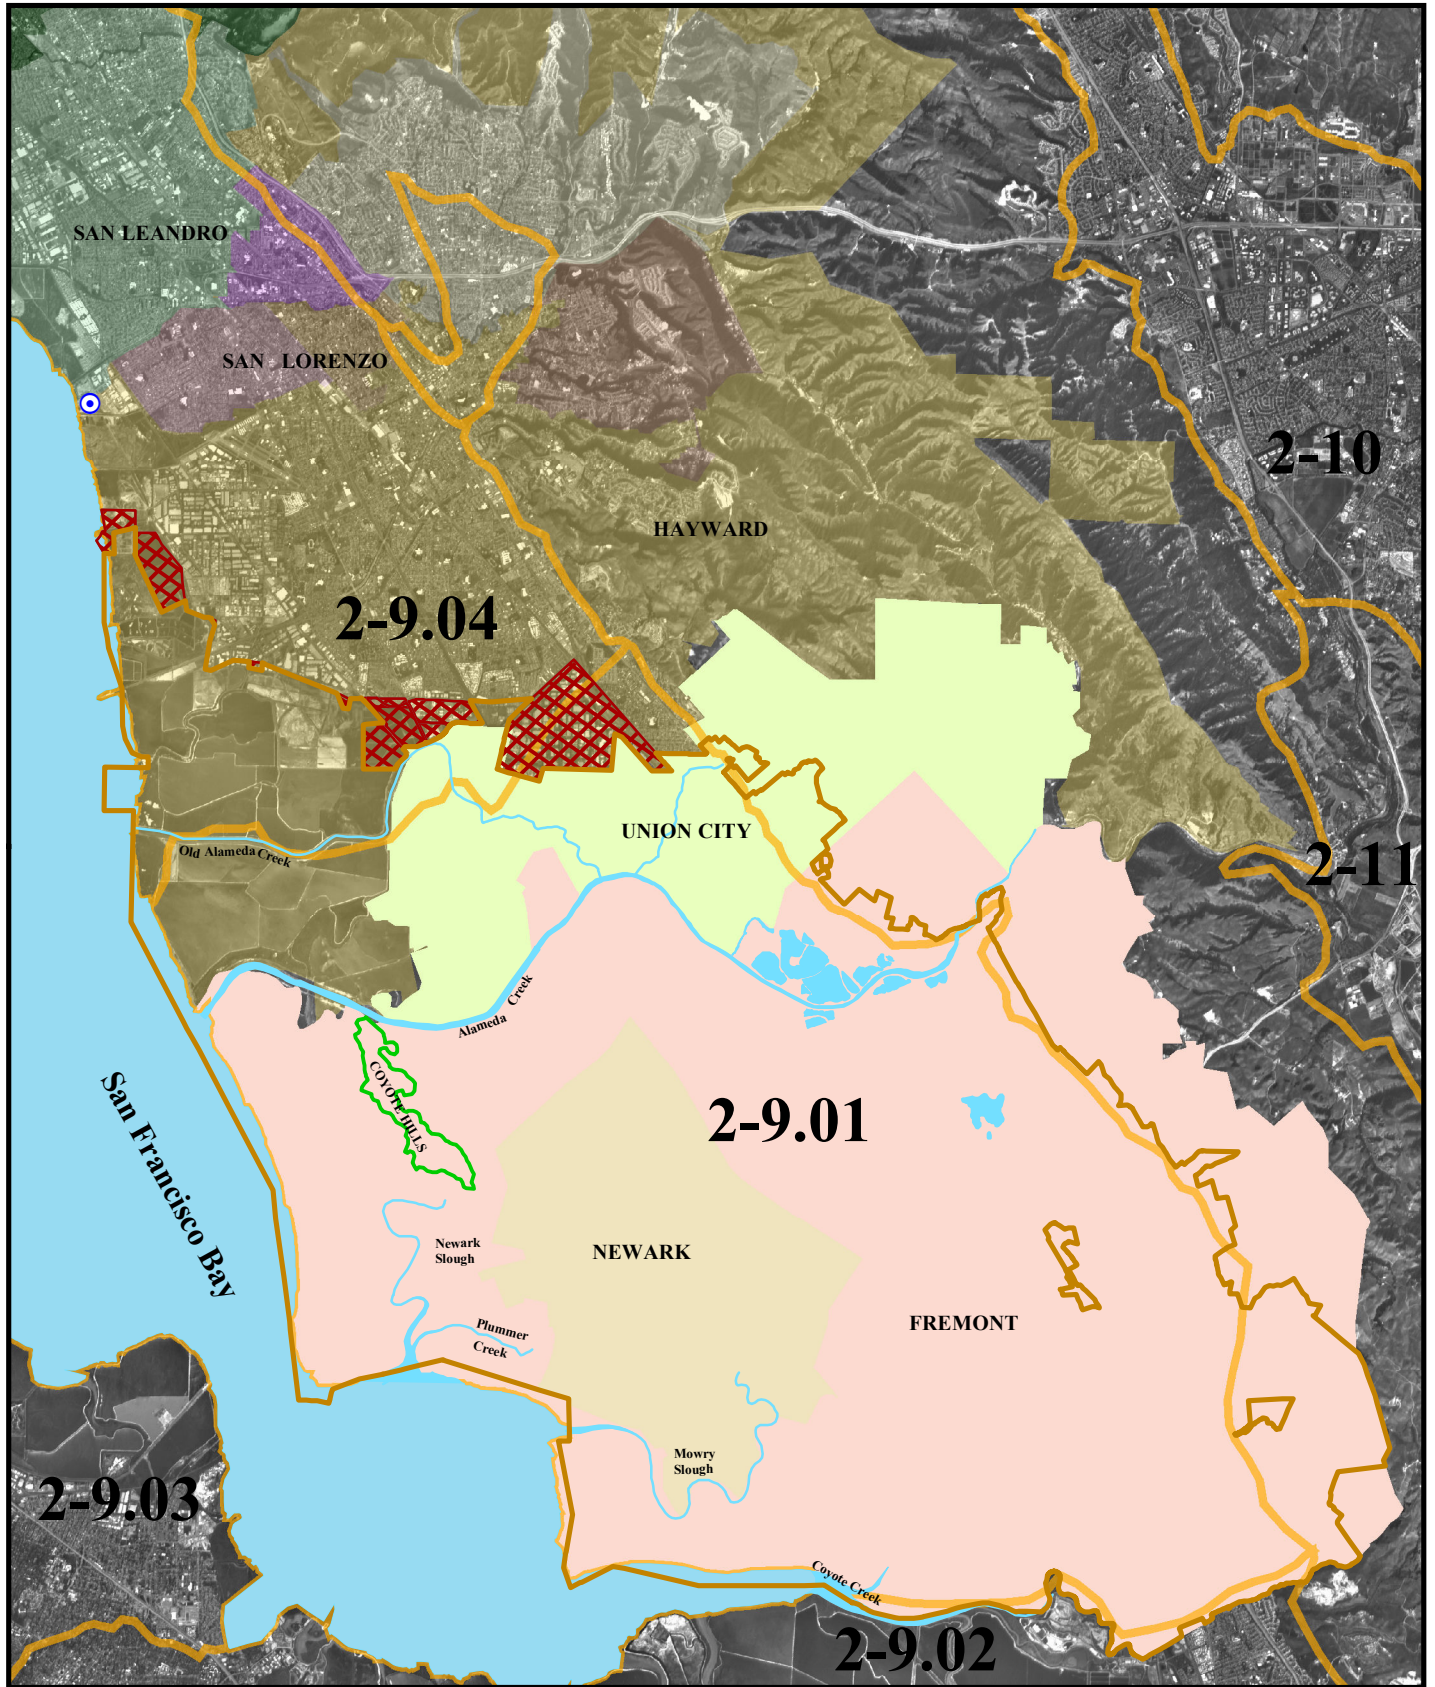 SAN LEANDRO
SAN LORENZO
2-10
HAYWARD
2-9.04
UNION CITY
Old Alameda Creek
2-11
Alameda Creek
COYOTE HILLS
2-9.01
San Francisco Bay
Newark
Slough
NEWARK
Plummer
Creek
FREMONT
Mowry
Slough
2-9.03
Coyote Creek
2-9.02